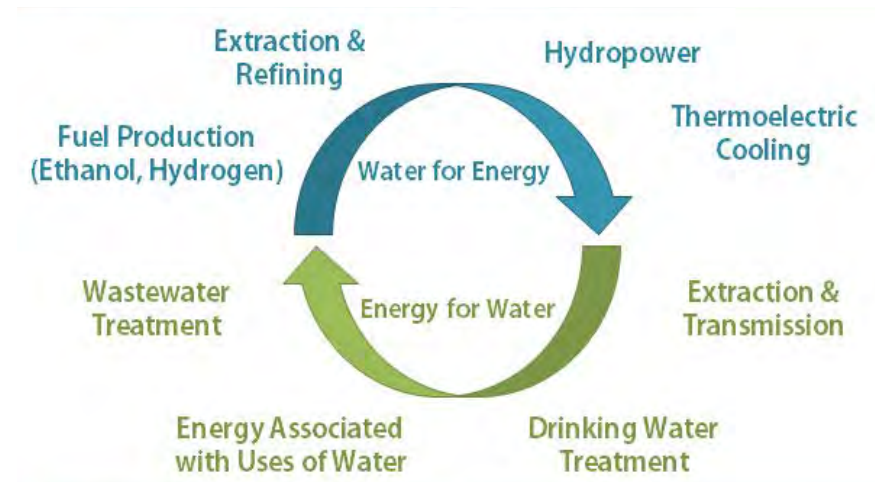 Extraction &
Refining
Hydropower
Fuel Production
(Ethanol, Hydrogen)
Water for Energy
Thermoelectric
Cooling
Wastewater
Treatment
Energy for Water
Extraction &
Transmission
Energy Associated
with Uses of Water
Drinking Water
Treatment